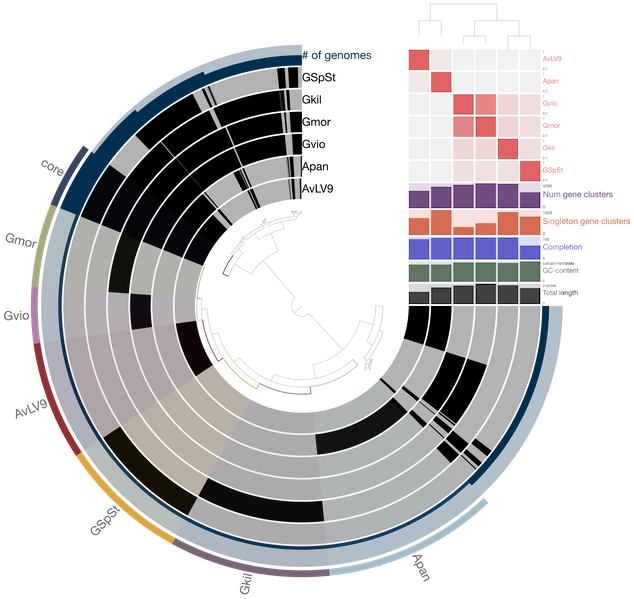 # of genomes
GSpSt
Gkil
Gmor
Gvio
Apan
AvLV9
AvLV9
Apan
Gvio
Gmor
Gkil
GSpSt
Num gene clusters
Singleton gene clusters
Completion
GC-content
Total length
core
Gmor
Gvio
AvLV9
GSpSt
Gkil
Apan